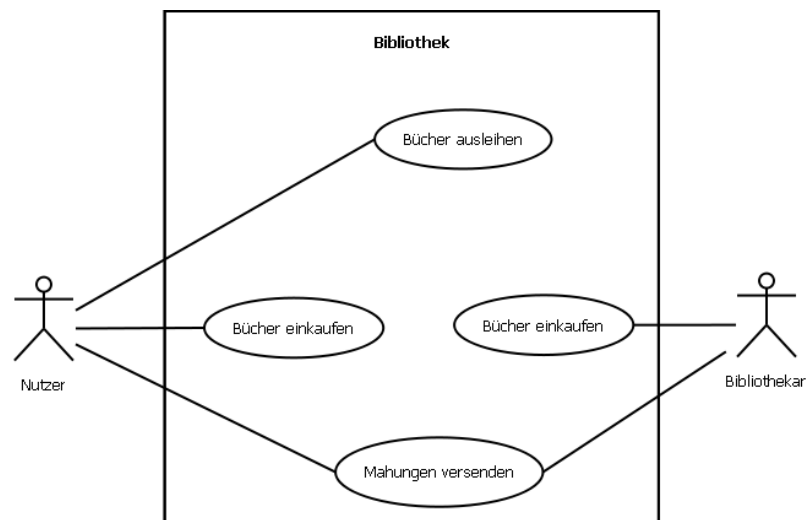 Bibliothek
Bücher ausleihen
Bücher einkaufen
Bücher einkaufen
Nutzer
Bibliothekar
Mahungen versenden